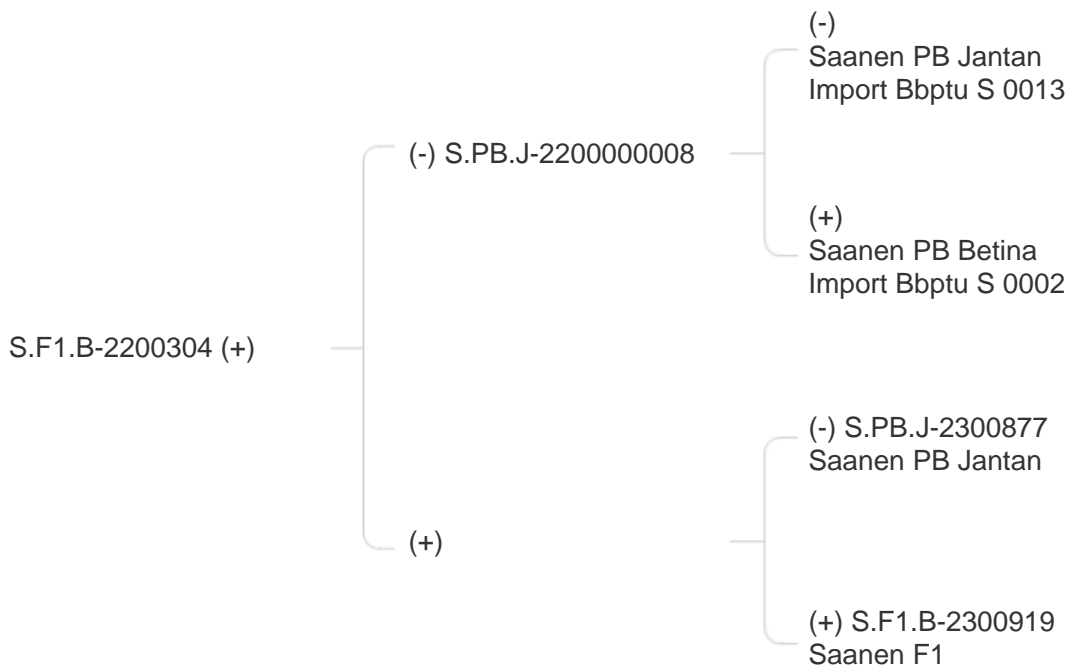 (-)
Saanen PB Jantan
Import Bbptu S 0013
(-) S.PB.J-2200000008
(+)
Saanen PB Betina
Import Bbptu S 0002
S.F1.B-2200304 (+)
(-) S.PB.J-2300877
Saanen PB Jantan
(+)
(+) S.F1.B-2300919
Saanen F1